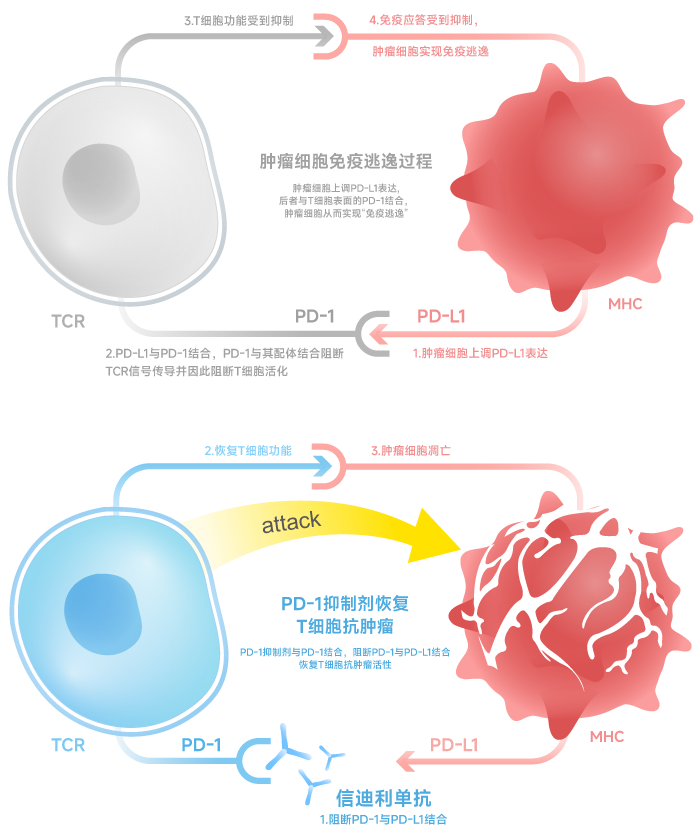 3.T细胞功能受到抑制
4.免疫应答受到抑制，
肿瘤细胞实现免疫逃逸
肿瘤细胞免疫逃逸过程
肿瘤细胞上调PD-L1表达，
后者与T细胞表面的PD-1结合，
肿瘤细胞从而实现"免疫逃逸"
MHC
TCR
PD-1
PD-L1
2.PD-L1与PD-1结合，PD-1与其配体结合阻断
TCR信号传导并因此阻断T细胞活化
1.肿瘤细胞上调PD-L1表达
2.恢复T细胞功能
3.肿瘤细胞凋亡
attack
PD-1抑制剂恢复
T细胞抗肿瘤
PD-1抑制剂与PD-1结合，阻断PD-1与PD-L1结合
恢复T细胞抗肿瘤活性
TCR
PD-1
PD-L1
MHC
信迪利单抗
1.阻断PD-1与PD-L1结合